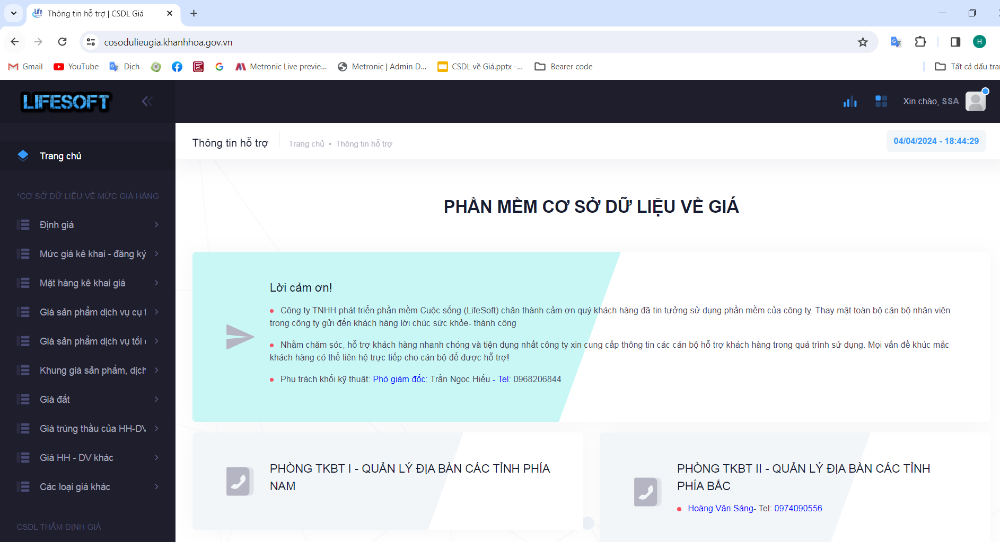 Thông tin hỗ trợ | CSDL Giá
cosodulieugia.khanhhoa.gov.vn
H
Gmail
YouTube
Dịch
Metronic Live previe...
Metronic | Admin D...
CSDL về Giá.pptx -...
Bearer code
Tất cả dấu tran
LIFESOFT
Xin chào, SSA
Thông tin hỗ trợ
Trang chủ • Thông tin hỗ trợ
04/04/2024 - 18:44:29
Trang chủ
*CƠ SỞ DỮ LIỆU VỀ MỨC GIÁ HÀNG
Định giá
Mức giá kê khai - đăng ký
Mặt hàng kê khai giá
Giá sản phẩm dịch vụ cụ t
Giá sản phẩm dịch vụ tối
Khung giá sản phẩm, dịch
Giá đất
Giá trúng thầu của HH-DV
Giá HH - DV khác
Các loại giá khác
CSDL THẨM ĐỊNH GIÁ
PHẦN MỀM CƠ SỞ DỮ LIỆU VỀ GIÁ
Lời cảm ơn!
Công ty TNHH phát triển phần mềm Cuộc sống (LifeSoft) chân thành cảm ơn quý khách hàng đã tin tưởng sử dụng phần mềm của công ty. Thay mặt toàn bộ cán bộ nhân viên
trong công ty gửi đến khách hàng lời chúc sức khỏe- thành công
Nhằm chăm sóc, hỗ trợ khách hàng nhanh chóng và tiện dụng nhất công ty xin cung cấp thông tin các cán bộ hỗ trợ khách hàng trong quá trình sử dụng. Mọi vấn đề khúc mắc
khách hàng có thể liên hệ trực tiếp cho cán bộ để được hỗ trợ!
Phụ trách khối kỹ thuật: Phó giám đốc: Trần Ngọc Hiếu - Tel: 0968206844
PHÒNG TKBT I - QUẢN LÝ ĐỊA BÀN CÁC TỈNH PHÍA
NAM
PHÒNG TKBT II - QUẢN LÝ ĐỊA BÀN CÁC TỈNH
PHÍA BẮC
Hoàng Văn Sáng- Tel: 0974090556